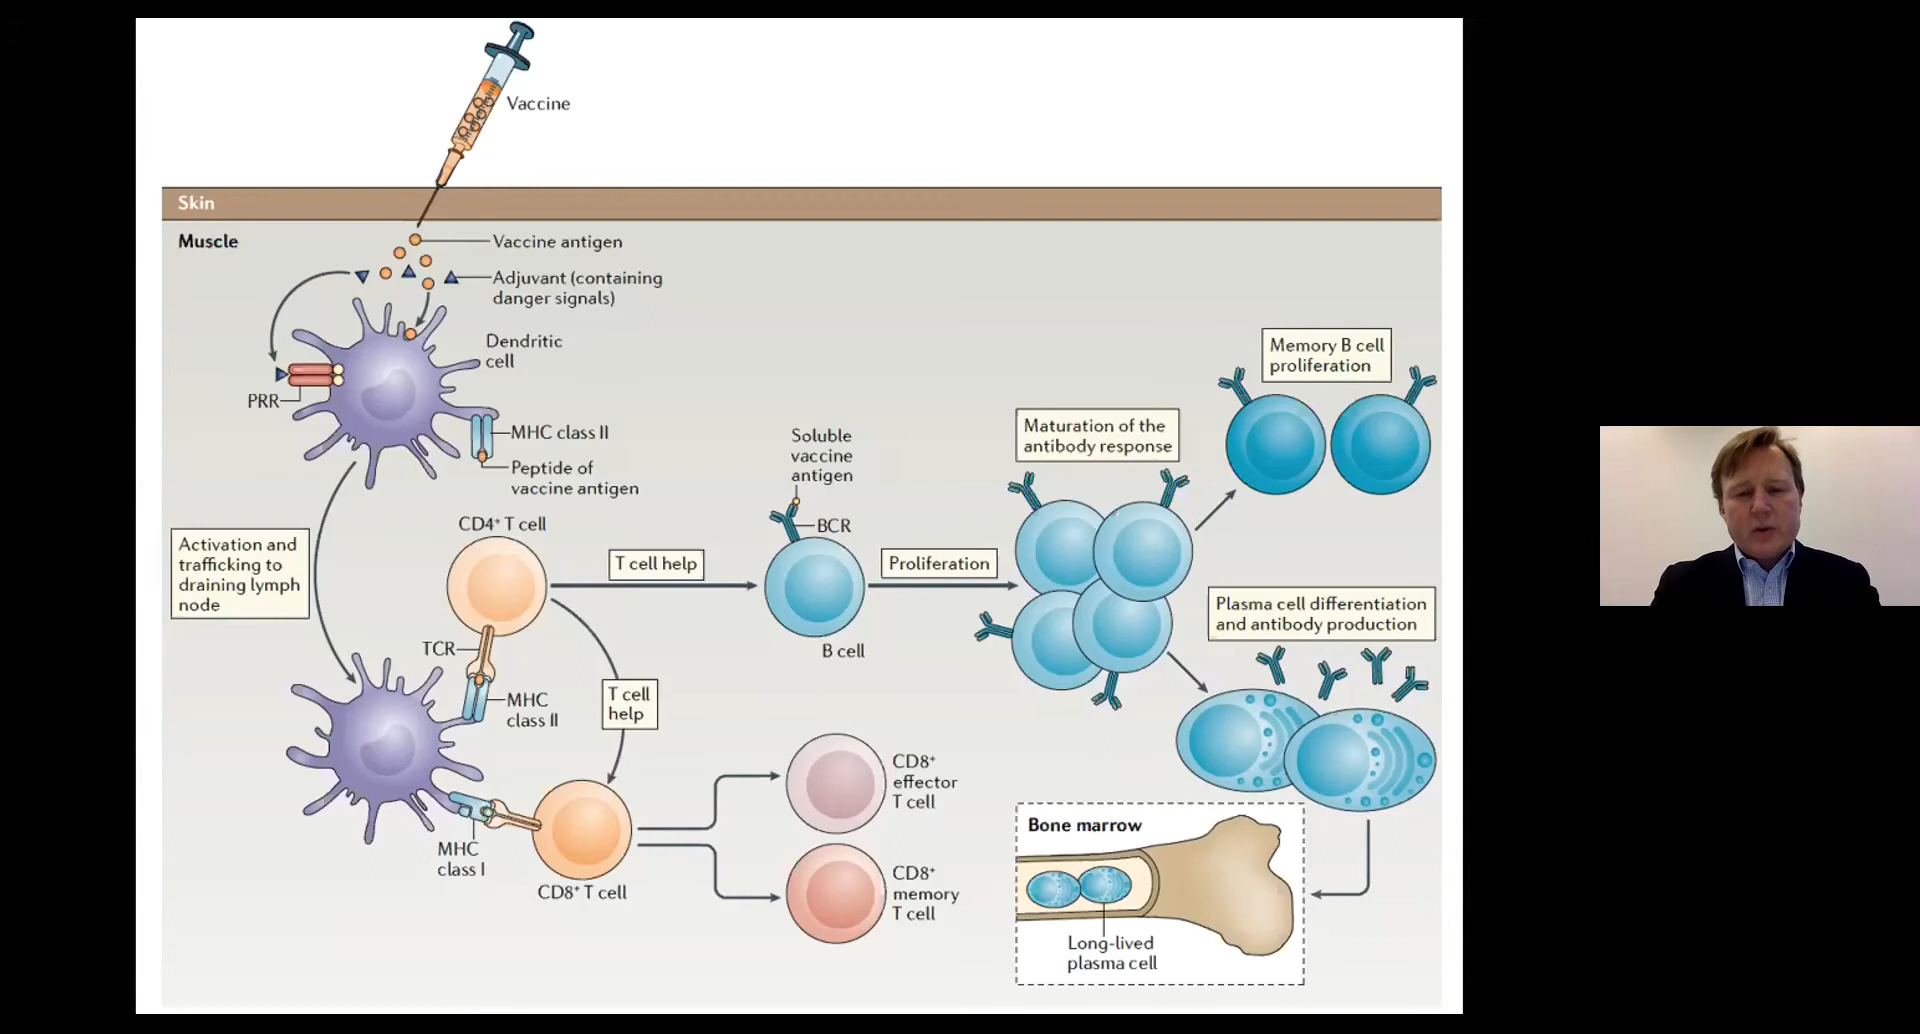 Vaccine
Skin
Muscle
Vaccine antigen
Adjuvant (containing
danger signals)
Dendritic
cell
PRR
MHC class II
Peptide of
vaccine antigen
Activation and
trafficking to
draining lymph
node
CD4⁺ T cell
TCR
MHC
class II
T cell help
T cell
help
MHC
class I
CD8⁺ T cell
CD8⁺
effector
T cell
CD8⁺
memory
T cell
Soluble
vaccine
antigen
BCR
B cell
Proliferation
Maturation of the
antibody response
Memory B cell
proliferation
Plasma cell differentiation
and antibody production
Bone marrow
Long-lived
plasma cell